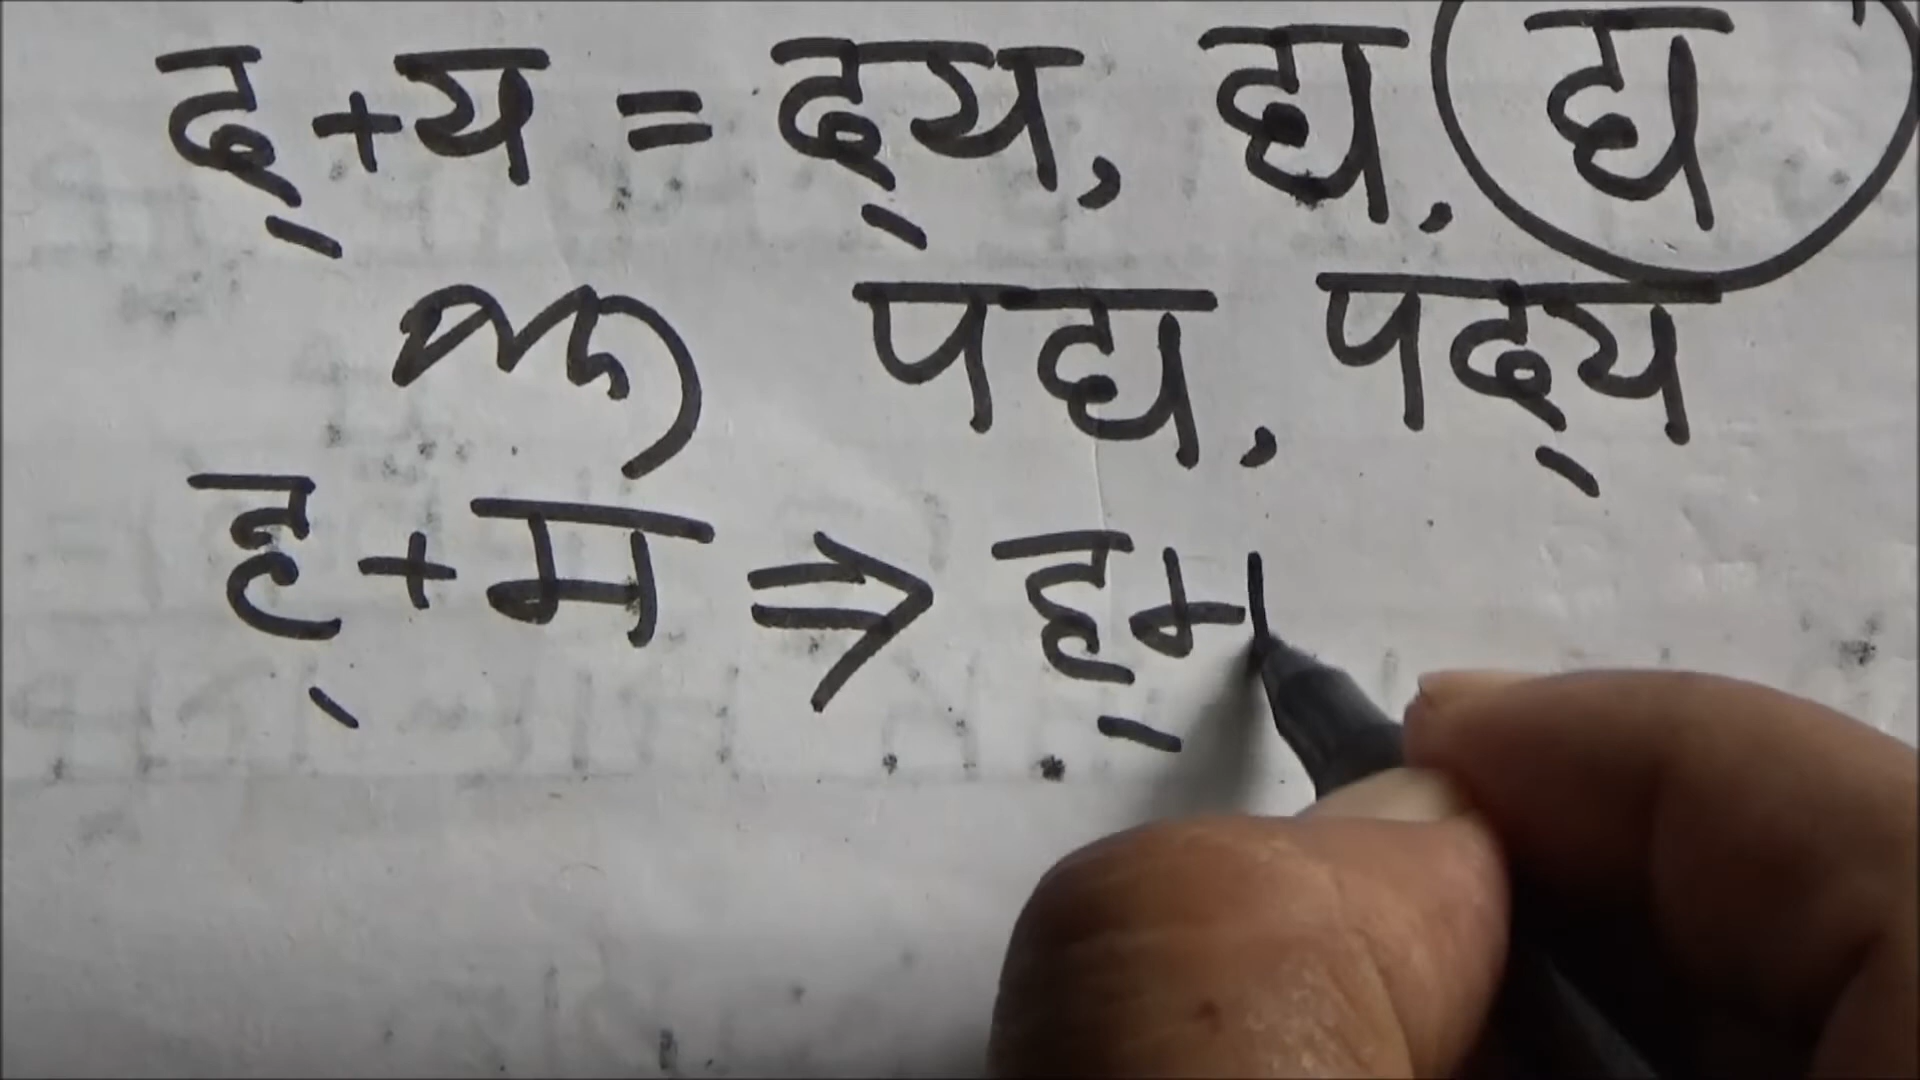 द् + य = द्‌य, द्य, द्य
पद्य, पद्‌य
ह् + म ⇒ ह्‌म